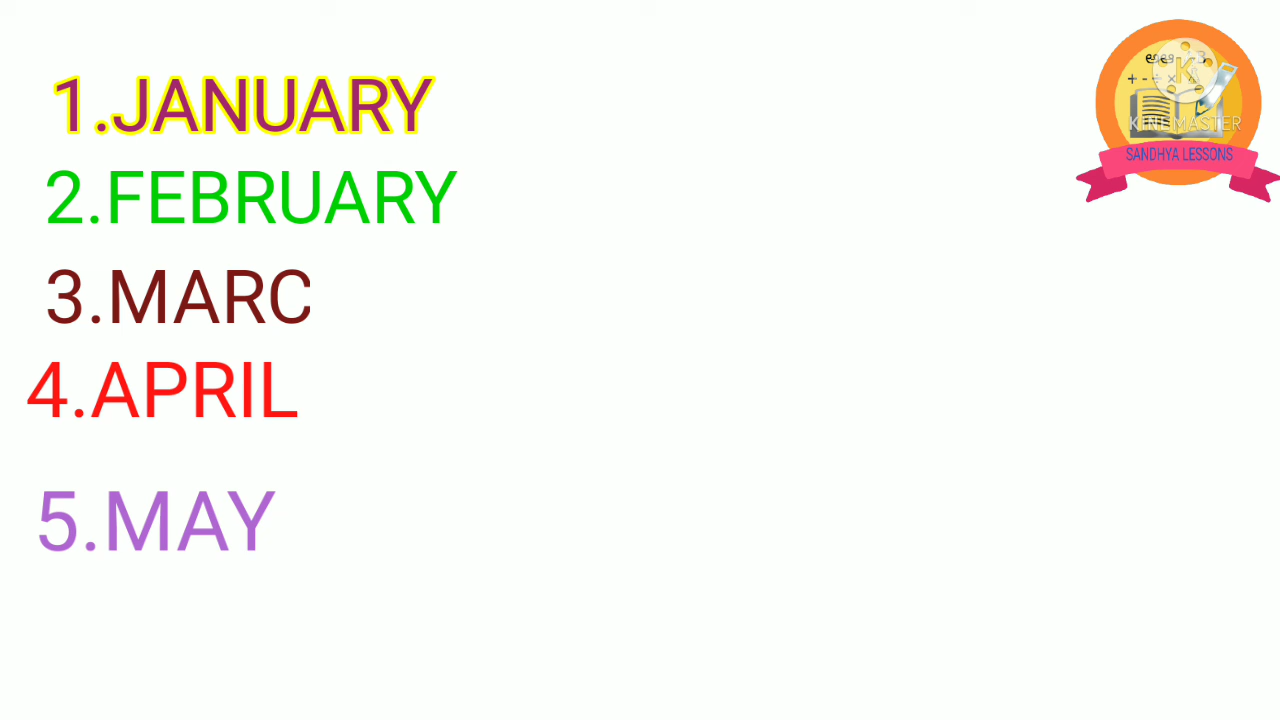 1.JANUARY
2.FEBRUARY
3.MARC
4.APRIL
5.MAY
KINEMASTER
SANDHYA LESSONS